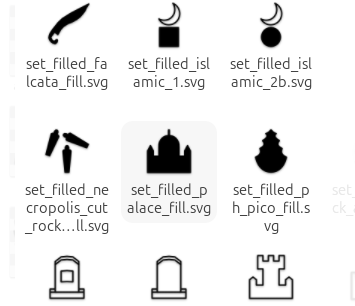 set_filled_fa
lcata_fill.svg
set_filled_isl
amic_1.svg
set_filled_isl
amic_2b.svg
set_filled_ne
cropolis_cut
_rock…ll.svg
set_filled_p
alace_fill.svg
set_filled_p
h_pico_fill.s
vg